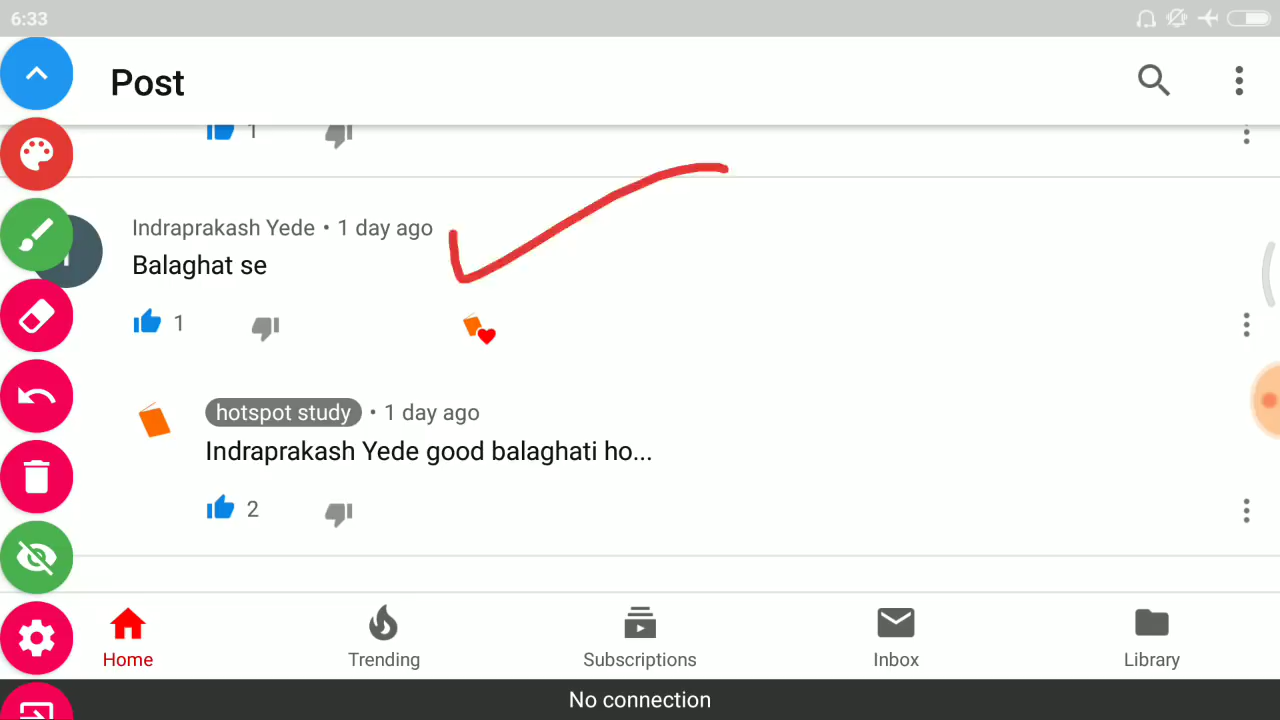 6:33
Post
1
Indraprakash Yede • 1 day ago
Balaghat se
1
hotspot study • 1 day ago
Indraprakash Yede good balaghati ho...
2
Home Trending Subscriptions Inbox Library
No connection